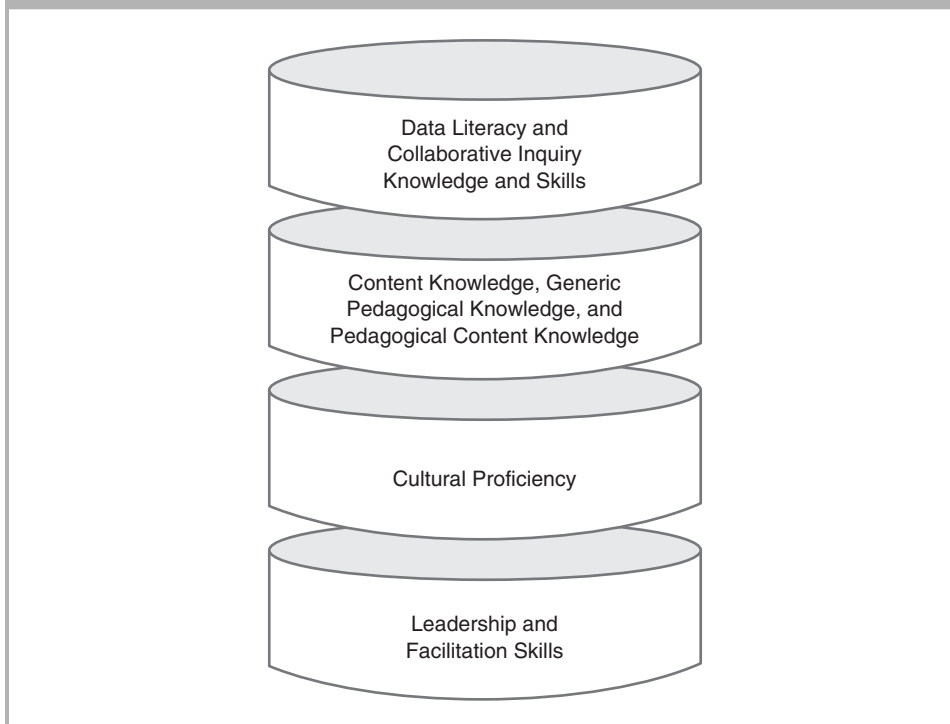 Data Literacy and
Collaborative Inquiry
Knowledge and Skills
Content Knowledge, Generic
Pedagogical Knowledge, and
Pedagogical Content Knowledge
Cultural Proficiency
Leadership and
Facilitation Skills